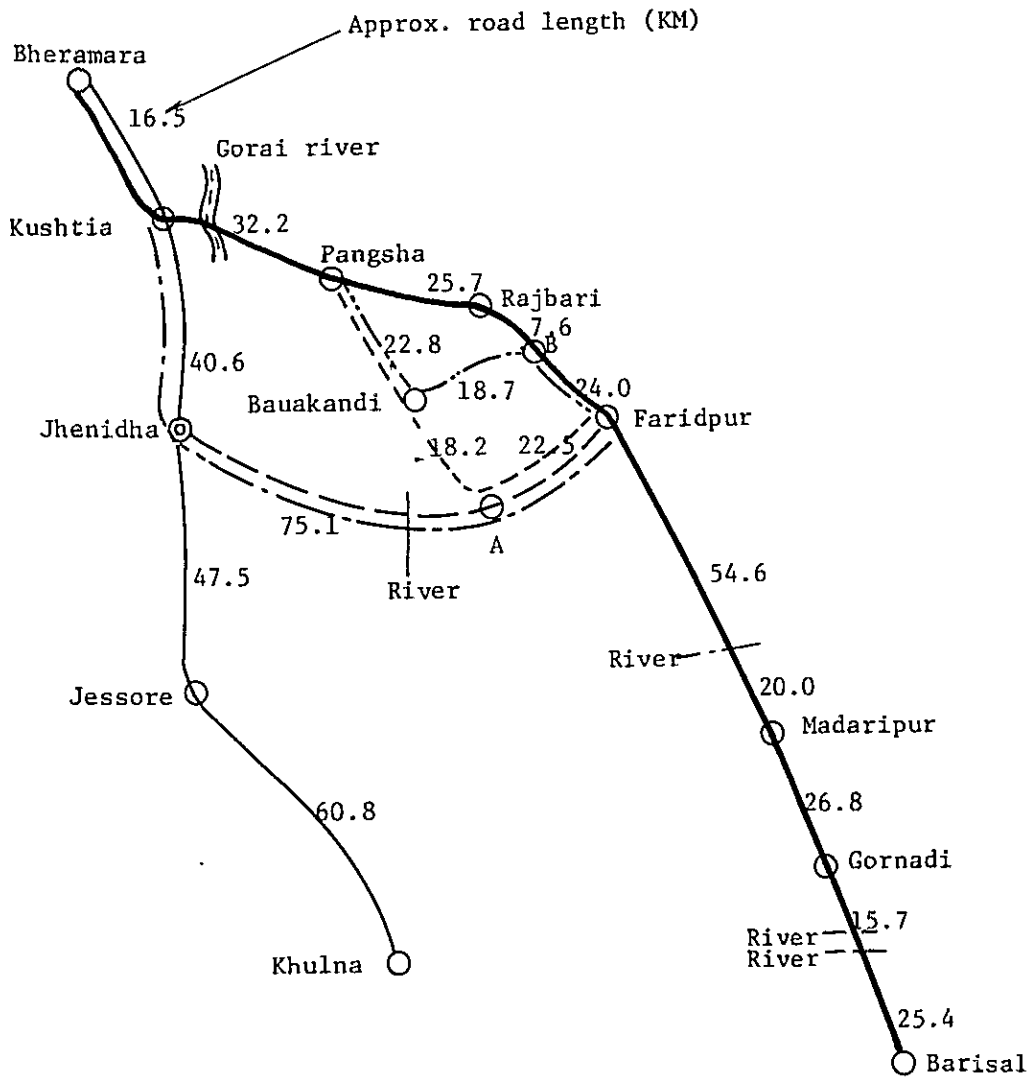 Approx. road length (KM)
Bheramara
16.5
Gorai river
Kushtia
32.2
Pangsha
25.7
Rajbari
7.6
B
40.6
22.8
18.7
24.0
Bauakandi
Faridpur
Jhenidha
18.2
22.5
75.1
A
River
47.5
54.6
River
20.0
Jessore
Madaripur
60.8
26.8
Gornadi
15.7
River
River
Khulna
25.4
Barisal